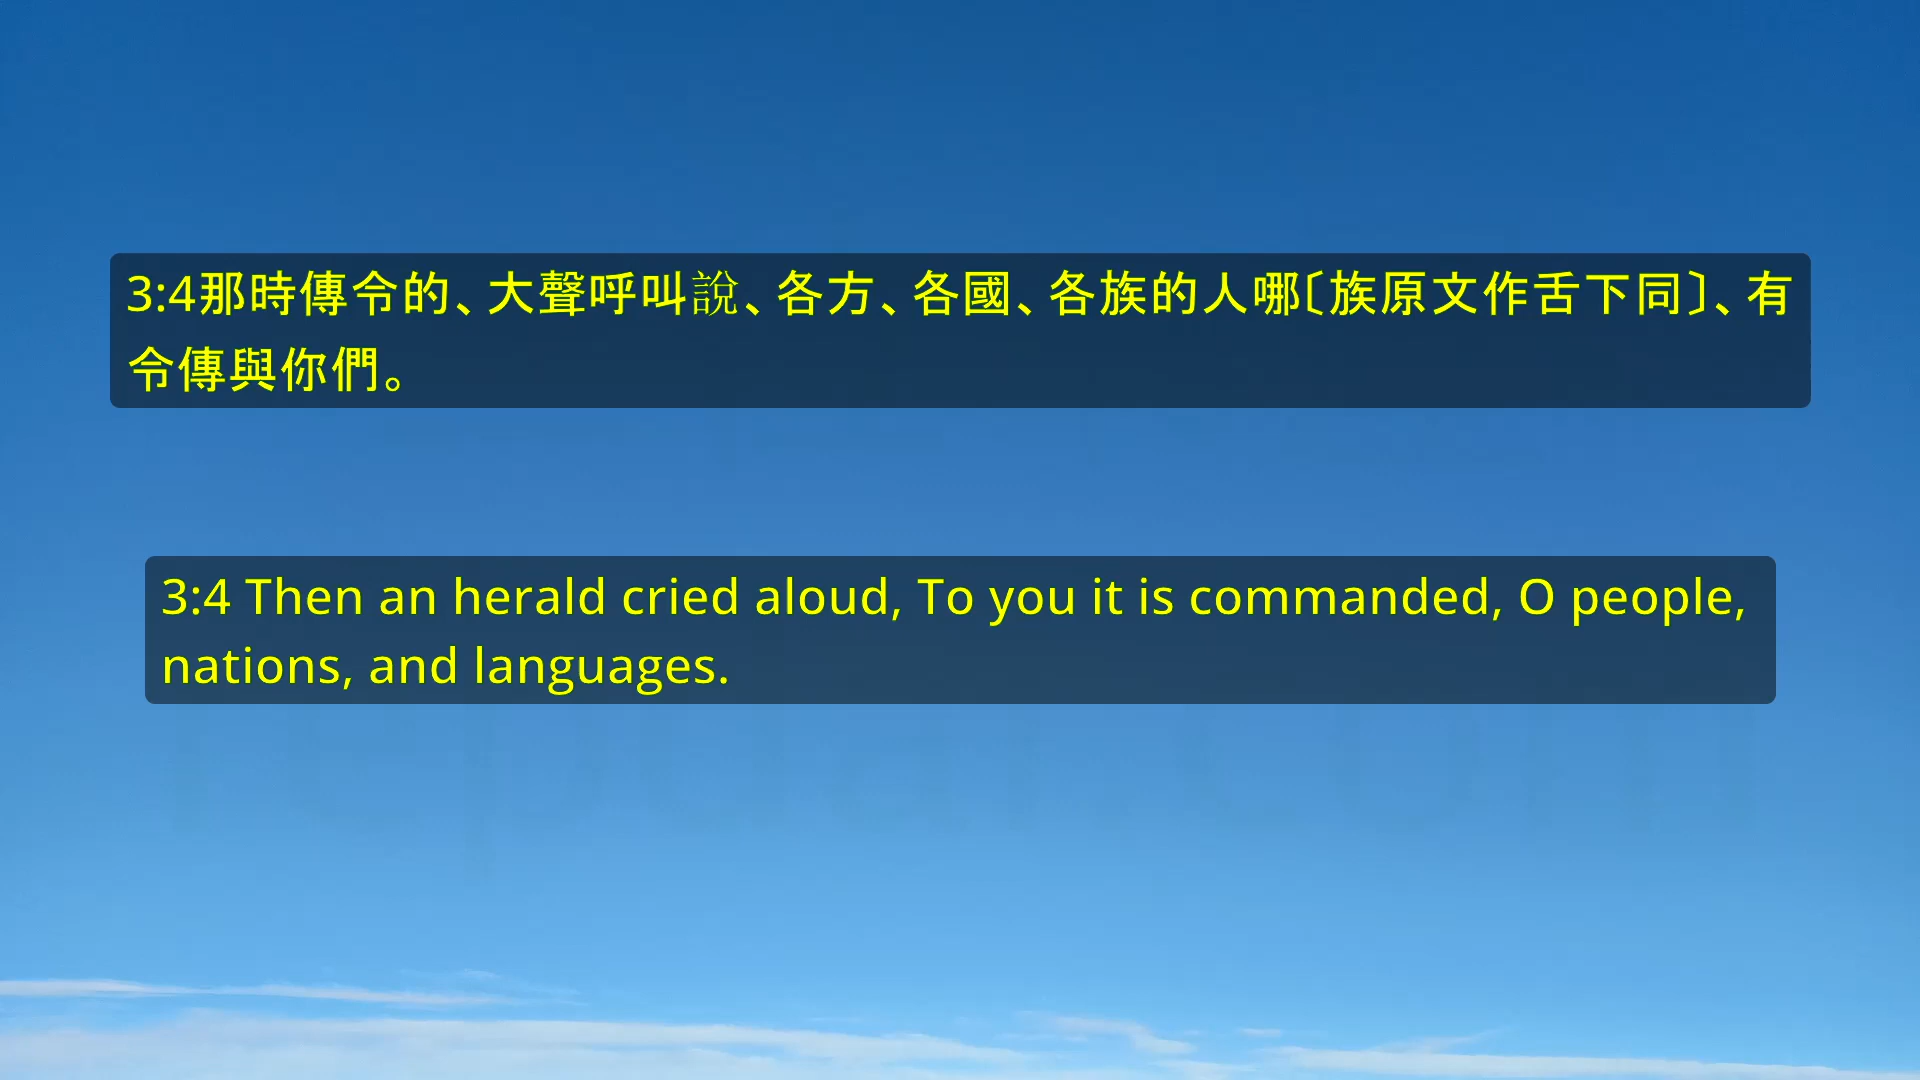 3:4那時傳令的、大聲呼叫說、各方、各國、各族的人哪〔族原文作舌下同〕、有
令傳與你們。
3:4 Then an herald cried aloud, To you it is commanded, O people,
nations, and languages.